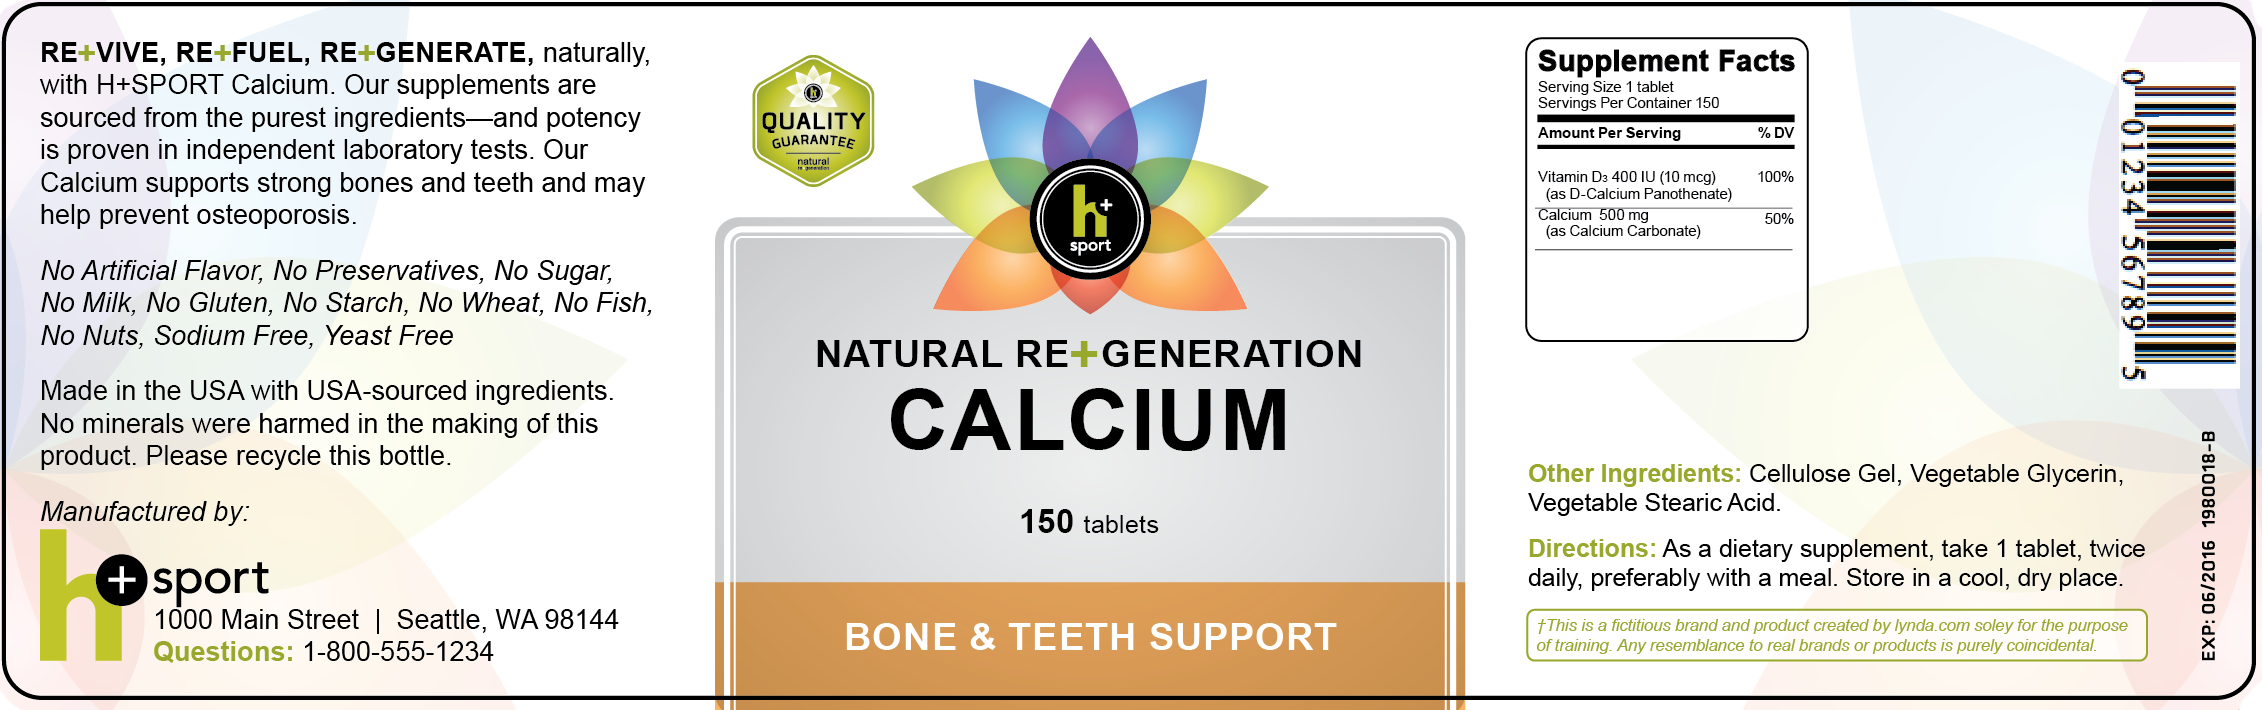 RE+VIVE, RE+FUEL, RE+GENERATE, naturally,
with H+SPORT Calcium. Our supplements are
sourced from the purest ingredients—and potency
is proven in independent laboratory tests. Our
Calcium supports strong bones and teeth and may
help prevent osteoporosis.
No Artificial Flavor, No Preservatives, No Sugar,
No Milk, No Gluten, No Starch, No Wheat, No Fish,
No Nuts, Sodium Free, Yeast Free
Made in the USA with USA-sourced ingredients.
No minerals were harmed in the making of this
product. Please recycle this bottle.
Manufactured by:
h+sport
1000 Main Street | Seattle, WA 98144
Questions: 1-800-555-1234
h+
QUALITY
GUARANTEE
natural
re+generation
h+
sport
NATURAL RE+GENERATION
CALCIUM
150 tablets
BONE & TEETH SUPPORT
Supplement Facts
Serving Size 1 tablet
Servings Per Container 150
Amount Per Serving % DV
Vitamin D3 400 IU (10 mcg) 100%
(as D-Calcium Panothenate)
Calcium 500 mg 50%
(as Calcium Carbonate)
Other Ingredients: Cellulose Gel, Vegetable Glycerin,
Vegetable Stearic Acid.
Directions: As a dietary supplement, take 1 tablet, twice
daily, preferably with a meal. Store in a cool, dry place.
†This is a fictitious brand and product created by lynda.com soley for the purpose
of training. Any resemblance to real brands or products is purely coincidental.
0 01234 56789 5
EXP: 06/2016 1980018-B